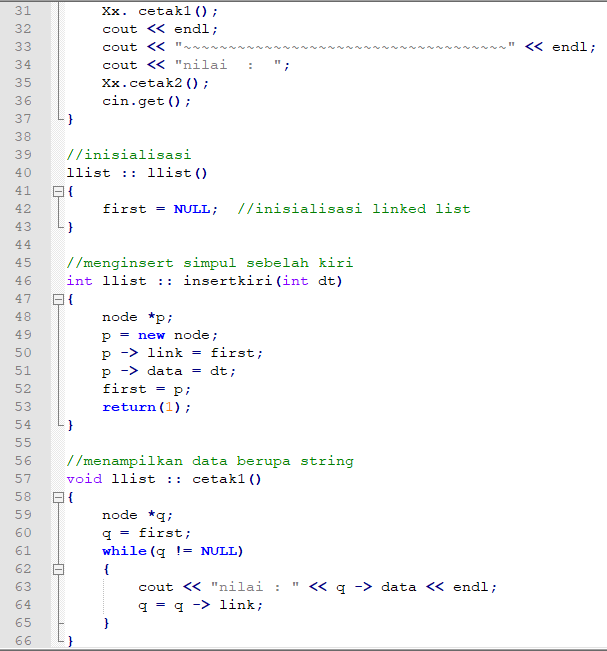 31 Xx. cetak1();
32 cout << endl;
33 cout << "~~~~~~~~~~~~~~~~~~~~~~~~~~~~~~~~~~~~" << endl;
34 cout << "nilai  :  ";
35 Xx.cetak2();
36 cin.get();
37 }
38
39 //inisialisasi
40 llist :: llist()
41 {
42 first = NULL;  //inisialisasi linked list
43 }
44
45 //menginsert simpul sebelah kiri
46 int llist :: insertkiri(int dt)
47 {
48 node *p;
49 p = new node;
50 p -> link = first;
51 p -> data = dt;
52 first = p;
53 return(1);
54 }
55
56 //menampilkan data berupa string
57 void llist :: cetak1()
58 {
59 node *q;
60 q = first;
61 while(q != NULL)
62 {
63 cout << "nilai : " << q -> data << endl;
64 q = q -> link;
65 }
66 }